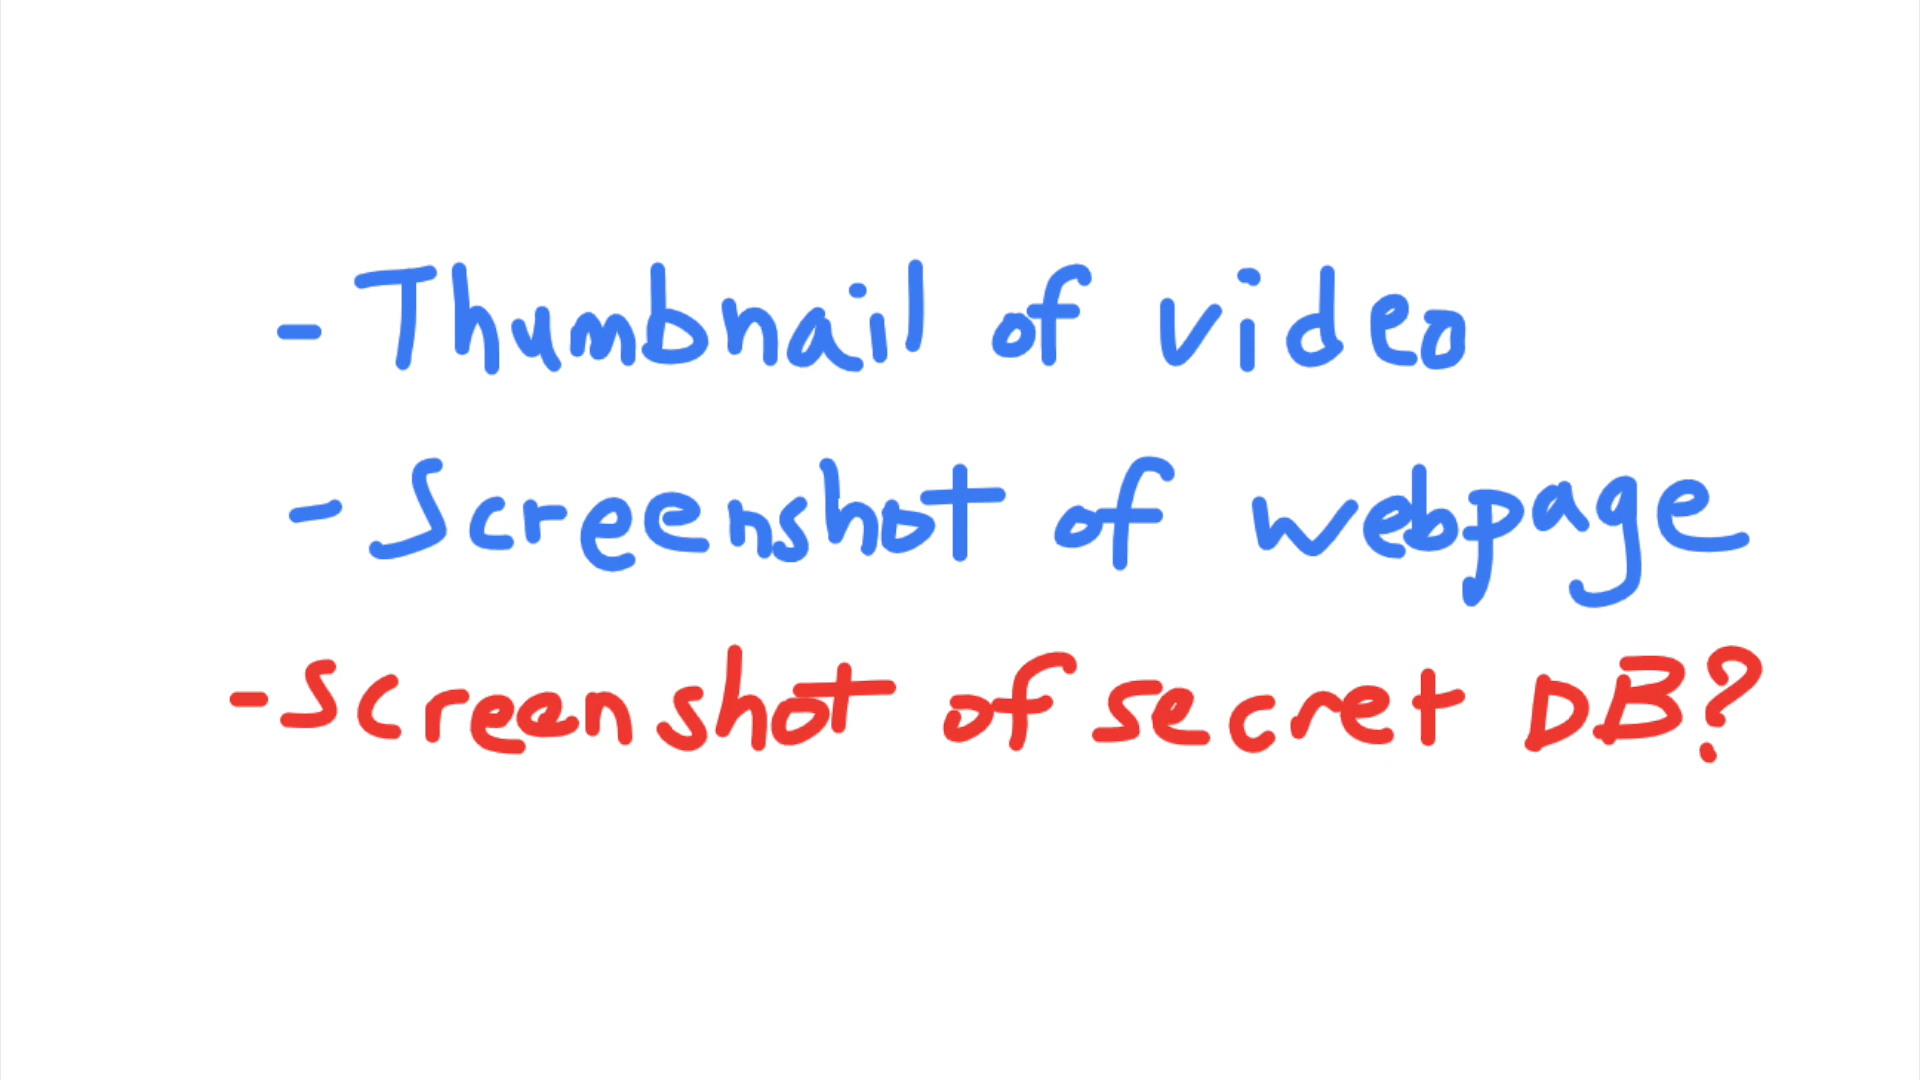 - Thumbnail of video
- Screenshot of webpage
- Screenshot of secret DB?